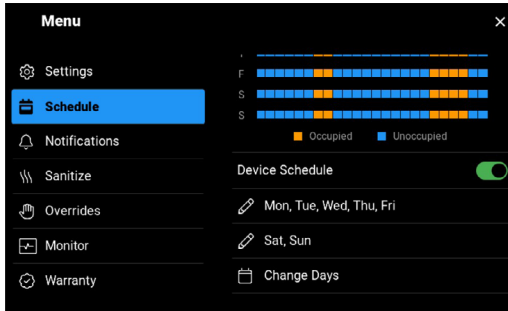 Menu
Settings
Schedule
Notifications
Sanitize
Overrides
Monitor
Warranty
F
S
S
Occupied Unoccupied
Device Schedule
Mon, Tue, Wed, Thu, Fri
Sat, Sun
Change Days